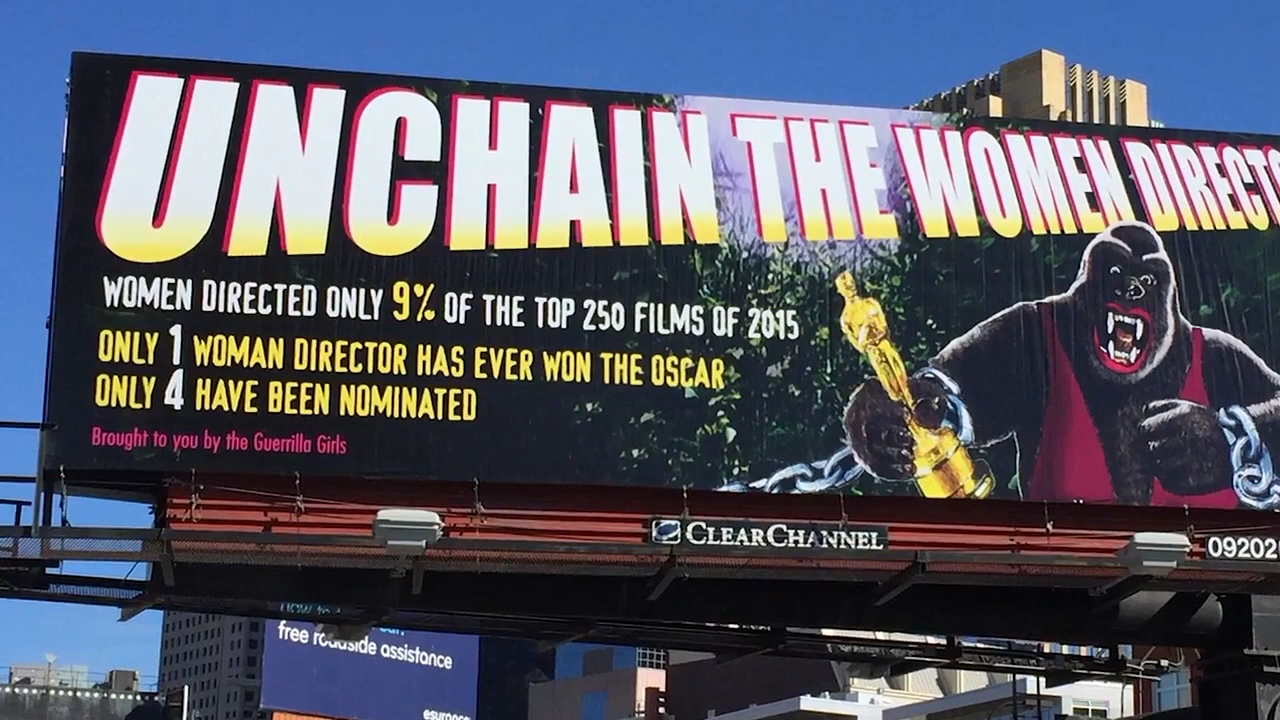 UNCHAIN THE WOMEN DIRECTO
WOMEN DIRECTED ONLY 9% OF THE TOP 250 FILMS OF 2015
ONLY 1 WOMAN DIRECTOR HAS EVER WON THE OSCAR
ONLY 4 HAVE BEEN NOMINATED
Brought to you by the Guerrilla Girls
CLEARCHANNEL
09202
free roadside assistance